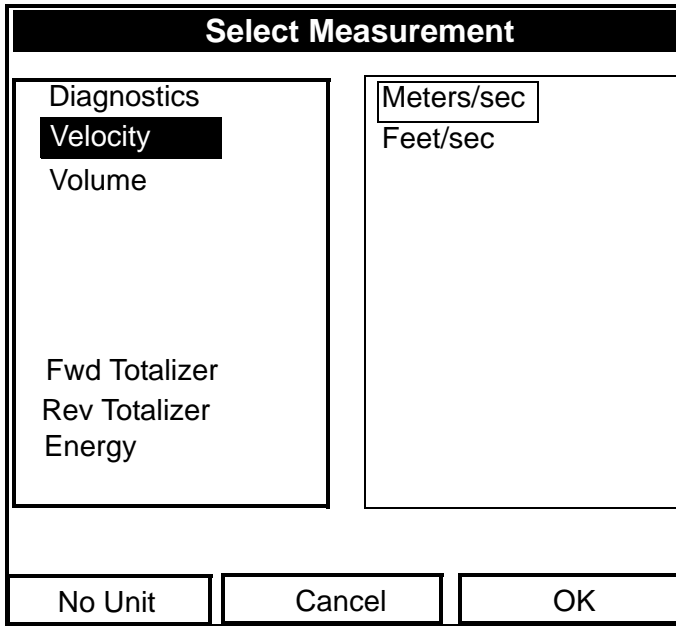 Select Measurement
Diagnostics
Velocity
Volume
Fwd Totalizer
Rev Totalizer
Energy
Meters/sec
Feet/sec
No Unit
Cancel
OK